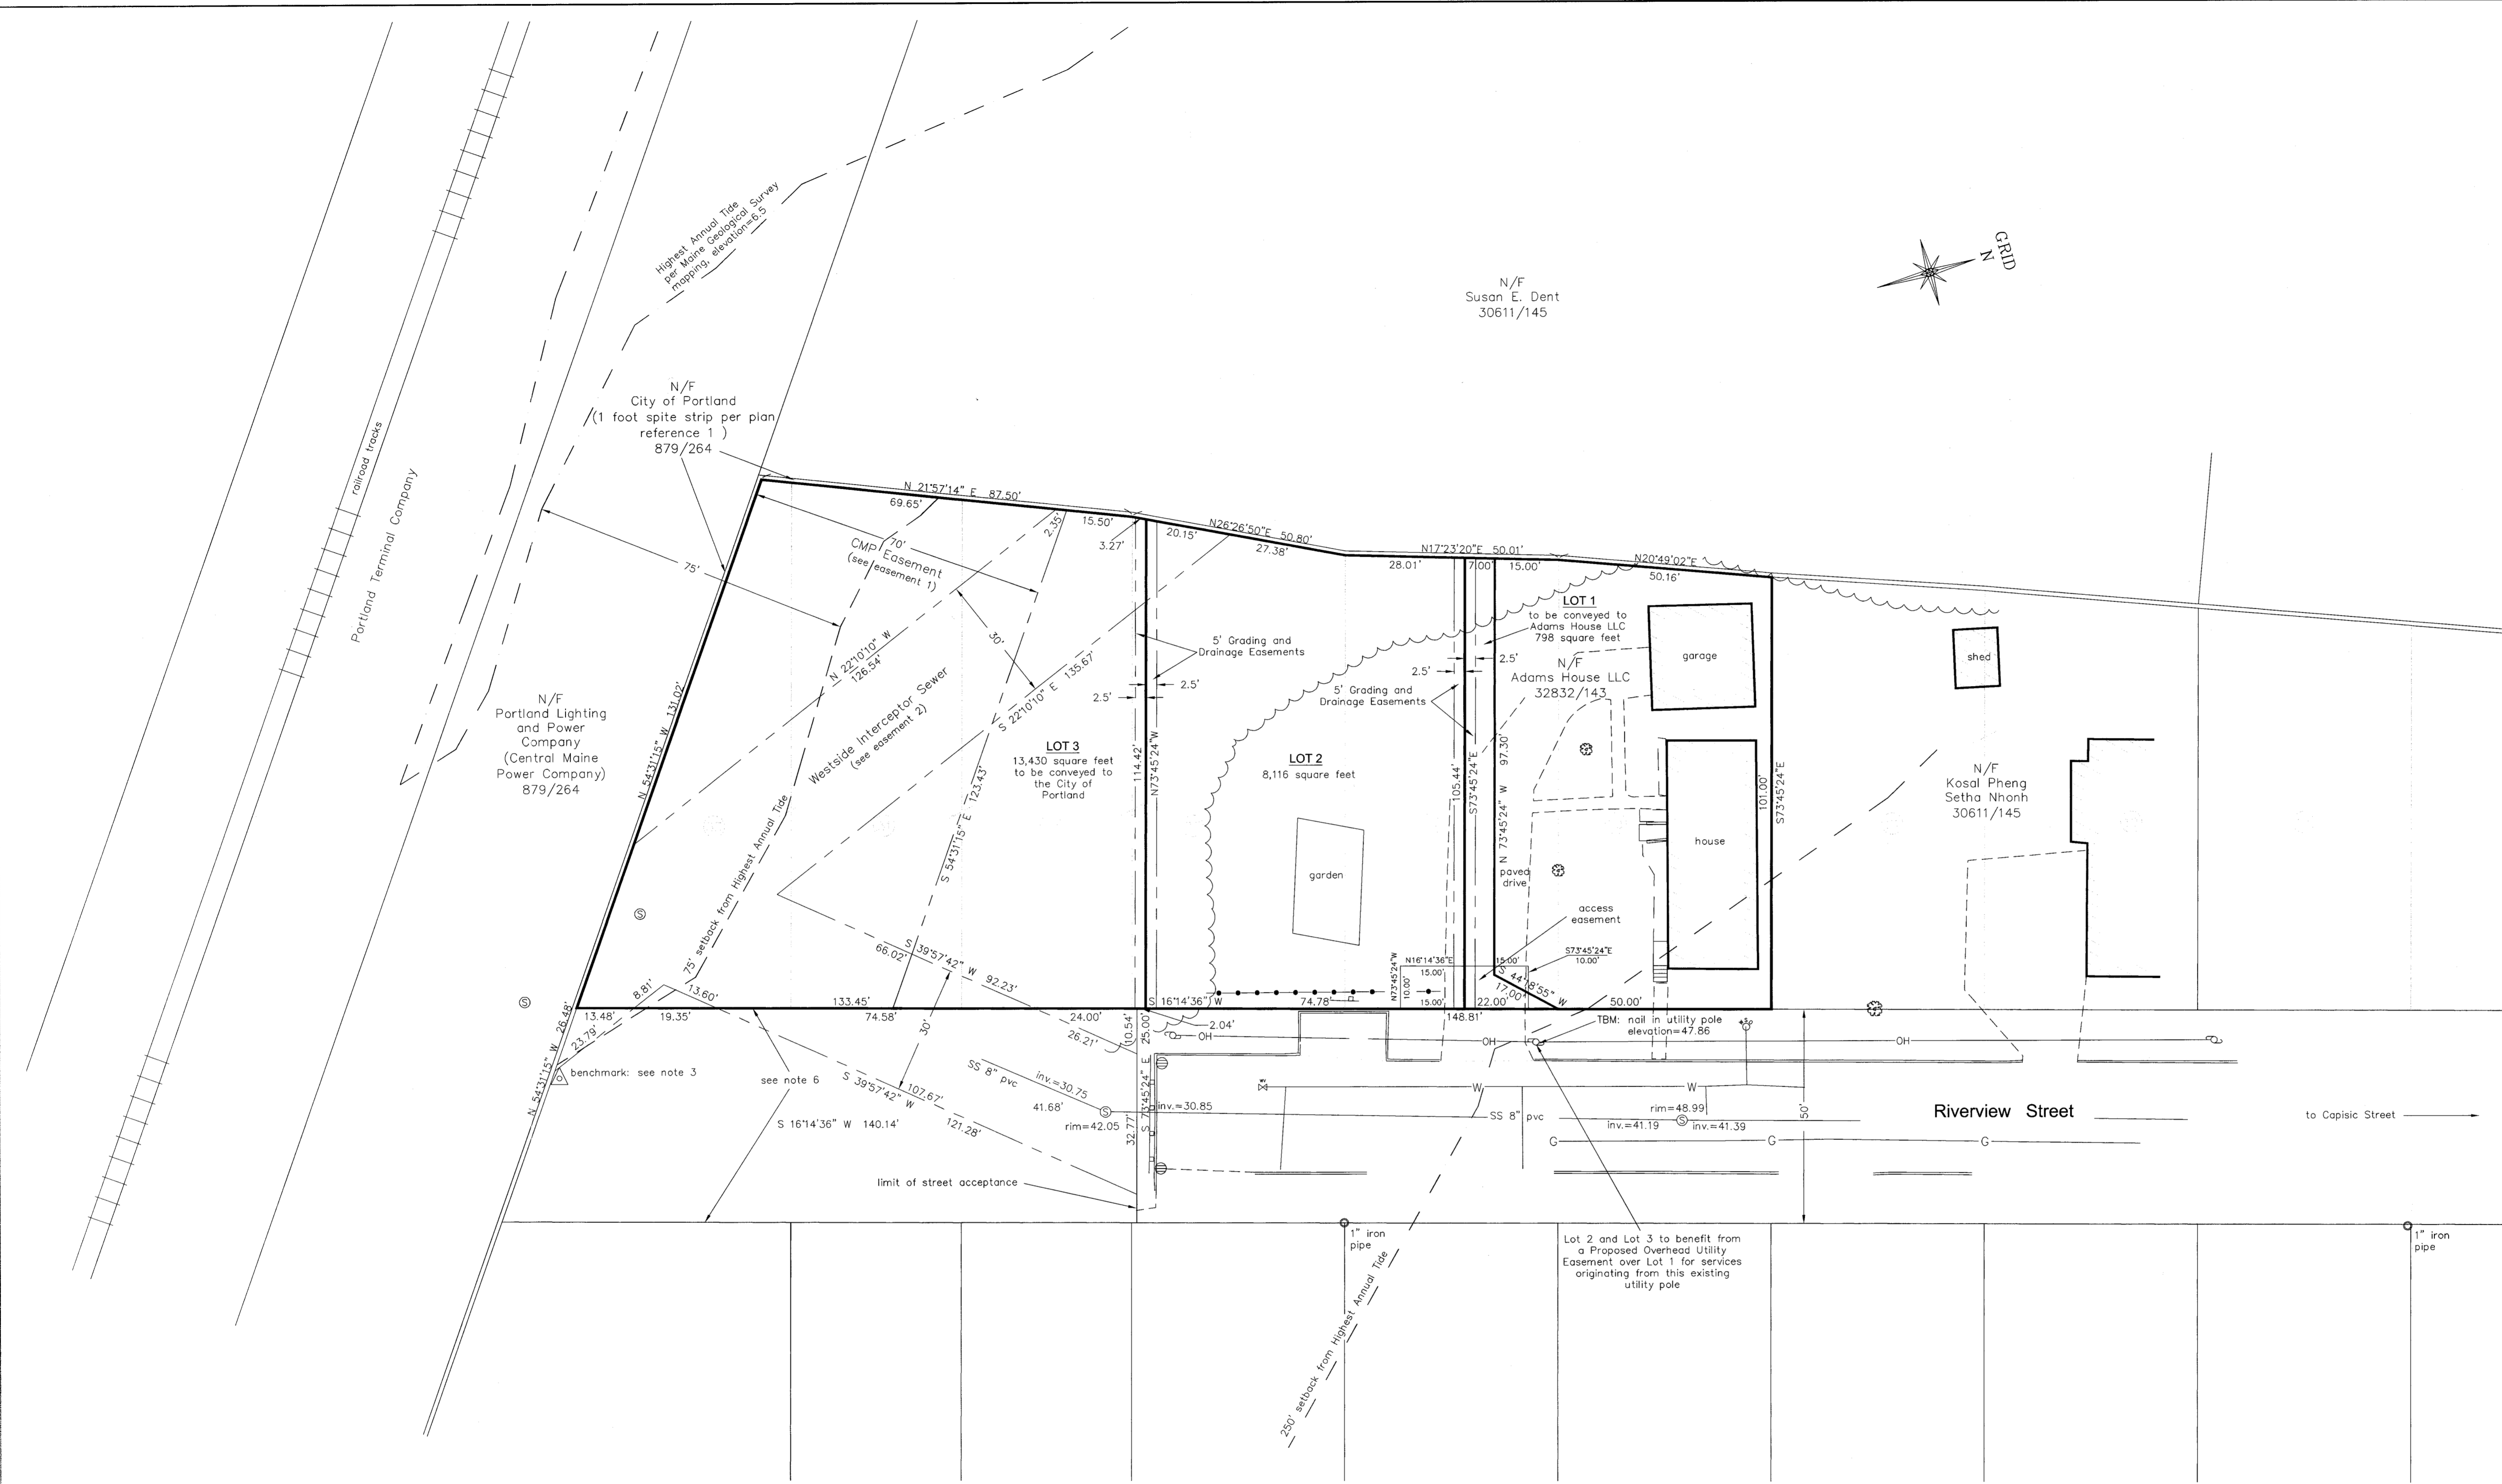 GRID
N
N/F
Susan E. Dent
30611/145
Highest Annual Tide
per Maine Geological Survey
mapping, elevation=6.5
N/F
City of Portland
(1 foot spite strip per plan
reference 1 )
879/264
railroad tracks
Portland Terminal Company
N/F
Portland Lighting
and Power
Company
(Central Maine
Power Company)
879/264
75'
N 21°57'14" E 87.50'
69.65'
70'
CMP Easement
(see easement 1)
2.35'
15.50'
3.27'
20.15'
N26°26'50"E 50.80'
27.38'
N17°23'20"E 50.01'
28.01'
7.00'
15.00'
N20°49'02"E
50.16'
N 22°10'10" W
126.54'
30'
S 22°10'10" E 135.67'
Westside Interceptor Sewer
(see easement 2)
N 54°31'15" W 131.02'
75' setback from Highest Annual Tide
S 54°31'15" E 123.43'
LOT 3
13,430 square feet
to be conveyed to
the City of
Portland
5' Grading and
Drainage Easements
2.5'
2.5'
114.42'
N73°45'24"W
LOT 2
8,116 square feet
garden
5' Grading and
Drainage Easements
2.5'
2.5'
105.44'
S73°45'24"E
LOT 1
to be conveyed to
Adams House LLC
798 square feet
N/F
Adams House LLC
32832/143
N 73°45'24" W 97.30'
paved
drive
garage
house
101.00'
S73°45'24"E
shed
N/F
Kosal Pheng
Setha Nhonh
30611/145
access
easement
S73°45'24"E
10.00'
N16°14'36"E
15.00'
15.00'
N73°45'24"W
10.00'
15.00'
S 44°18'55" W
17.00'
22.00'
50.00'
S 16°14'36" W
74.78'
148.81'
S 39°57'42" W 92.23'
66.02'
8.81'
13.60'
133.45'
13.48'
19.35'
74.58'
24.00'
30'
26.21'
10.54'
25.00'
2.04'
OH
OH
OH
TBM: nail in utility pole
elevation=47.86
N 54°31'15" W 26.48'
23.79'
benchmark: see note 3
see note 6
S 39°57'42" W
107.67'
121.28'
S 16°14'36" W 140.14'
SS 8" pvc
inv.=30.75
41.68'
S
rim=42.05
inv.=30.85
S 73°45'24" E
32.77'
limit of street acceptance
W
W
SS 8" pvc
rim=48.99
inv.=41.19
S
inv.=41.39
G
G
G
50'
Riverview Street
to Capisic Street
S
S
1" iron
pipe
1" iron
pipe
250' setback from Highest Annual Tide
Lot 2 and Lot 3 to benefit from
a Proposed Overhead Utility
Easement over Lot 1 for services
originating from this existing
utility pole